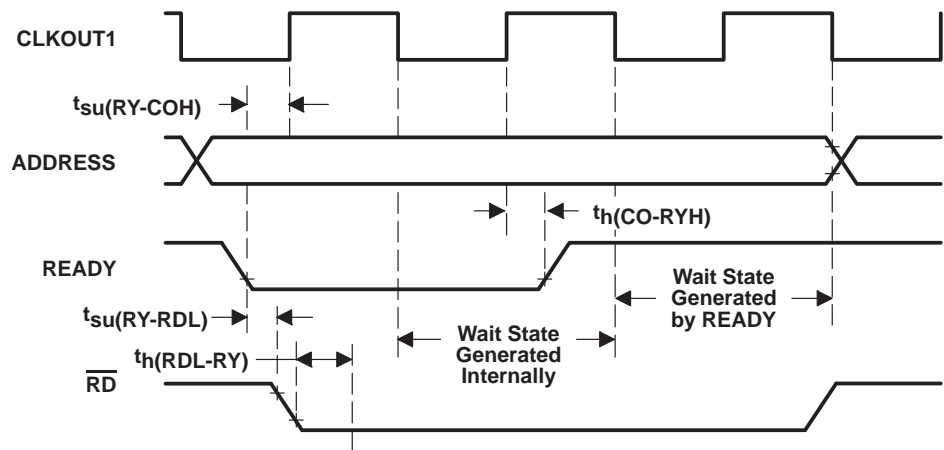 CLKOUT1
tsu(RY-COH)
ADDRESS
th(CO-RYH)
READY
Wait State
Generated
by READY
tsu(RY-RDL)
Wait State
Generated
Internally
th(RDL-RY)
RD